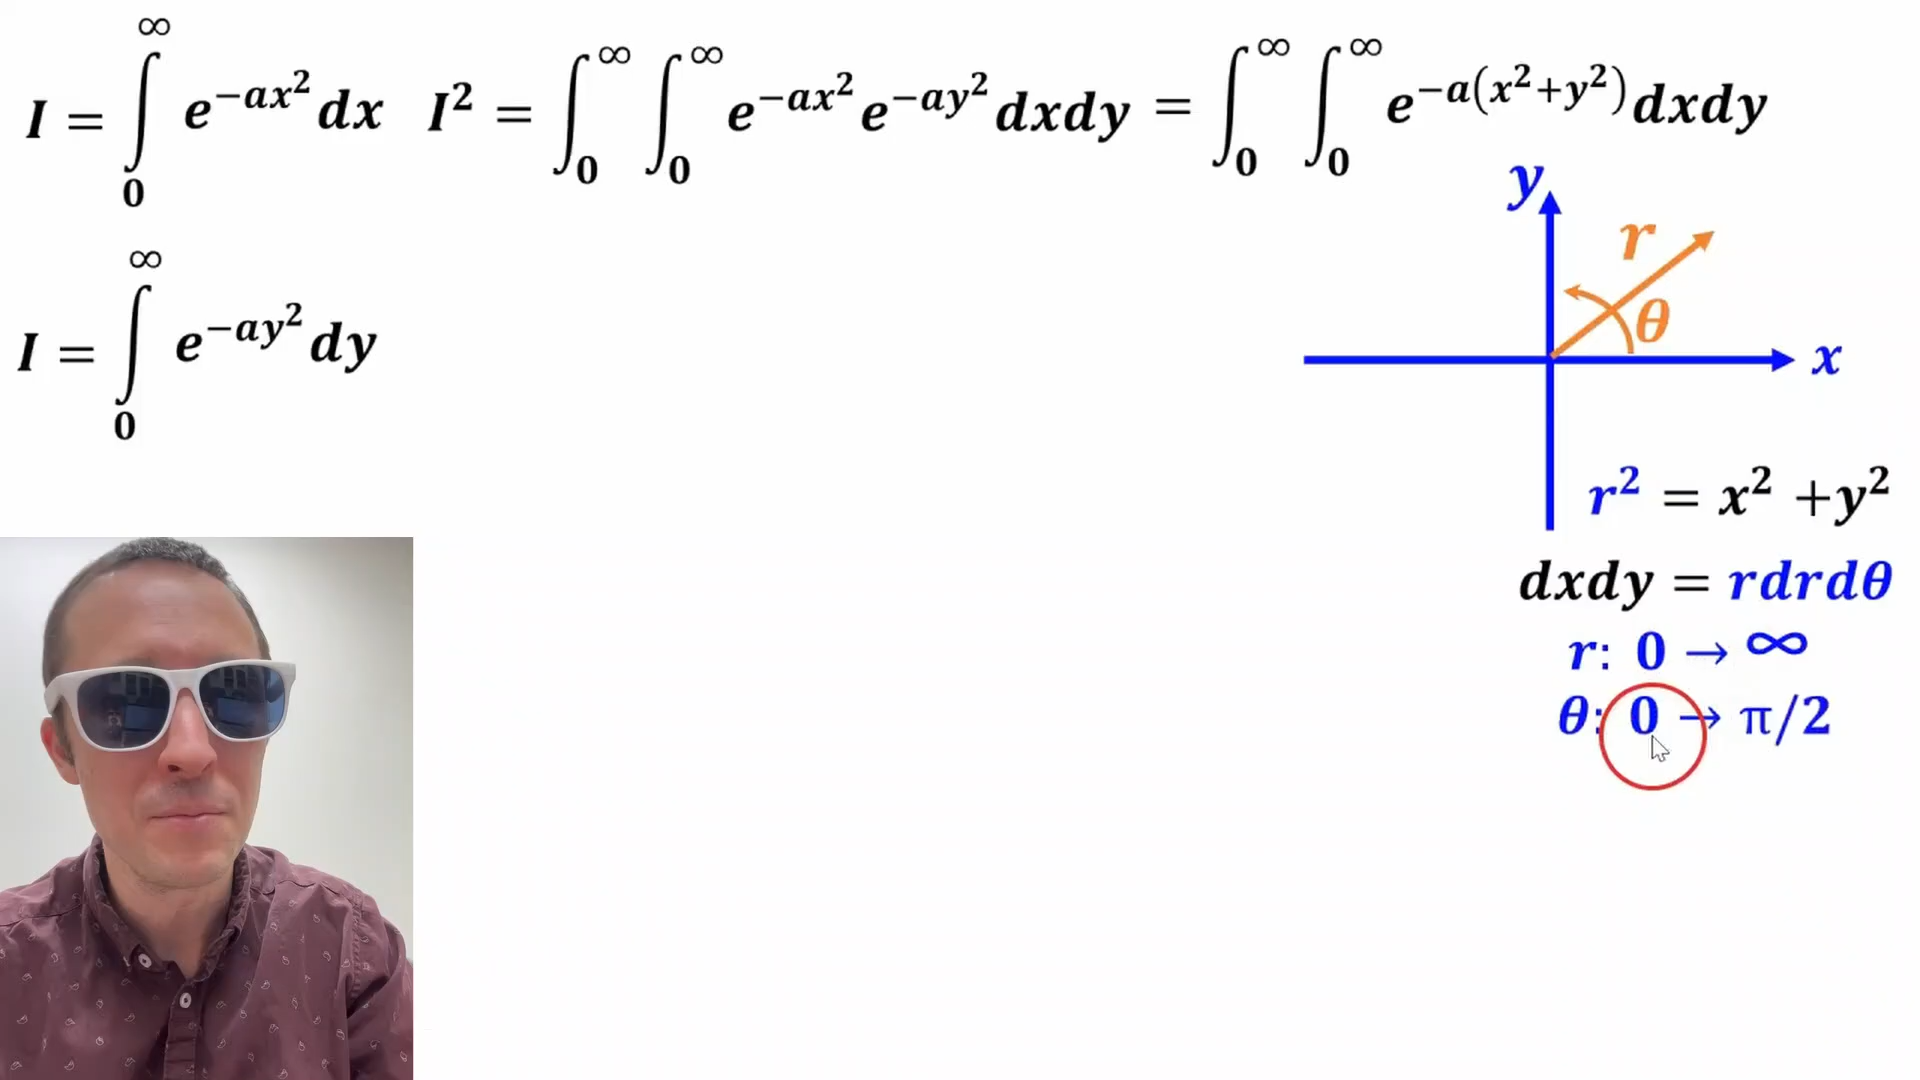 I = ∫₀^∞ e^{-ax²} dx  I² = ∫₀^∞ ∫₀^∞ e^{-ax²} e^{-ay²} dxdy = ∫₀^∞ ∫₀^∞ e^{-a(x²+y²)} dxdy
I = ∫₀^∞ e^{-ay²} dy
y
r
θ
x
r² = x² + y²
dxdy = rdrdθ
r: 0 → ∞
θ: 0 → π/2